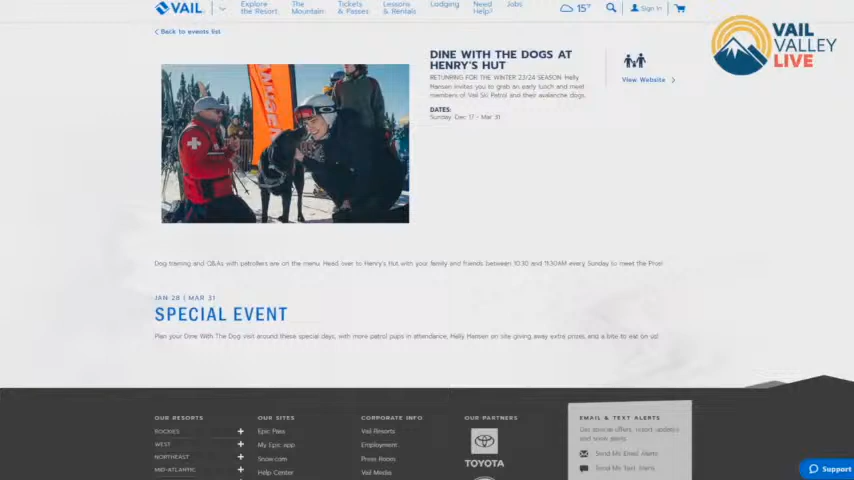 VAIL
Explore the Resort
The Mountain
Tickets & Passes
Lessons & Rentals
Lodging
Need Help?
Jobs
15°
Sign In
VAIL
VALLEY
LIVE
Back to events list
DINE WITH THE DOGS AT
HENRY'S HUT
RETURNING FOR THE WINTER 23/24 SEASON: Helly
Hansen invites you to grab an early lunch and meet
members of Vail Ski Patrol and their avalanche dogs.
DATES:
Sunday, Dec 17 - Mar 31
View Website
Dog training and Q&As with patrollers are on the menu. Head over to Henry's Hut with your family and friends between 10:30 and 11:30AM every Sunday to meet the Pros!
JAN 28 | MAR 31
SPECIAL EVENT
Plan your Dine With The Dog visit around these special days, with more patrol pups in attendance, Helly Hansen on site giving away extra prizes, and a bite to eat on us!
OUR RESORTS
ROCKIES
WEST
NORTHEAST
MID-ATLANTIC
OUR SITES
Epic Pass
My Epic app
Snow.com
Help Center
CORPORATE INFO
Vail Resorts
Employment
Press Room
Vail Media
OUR PARTNERS
TOYOTA
EMAIL & TEXT ALERTS
Get special offers, resort updates
and snow alerts
Send Me Email Alerts
Send Me Text Alerts
Support